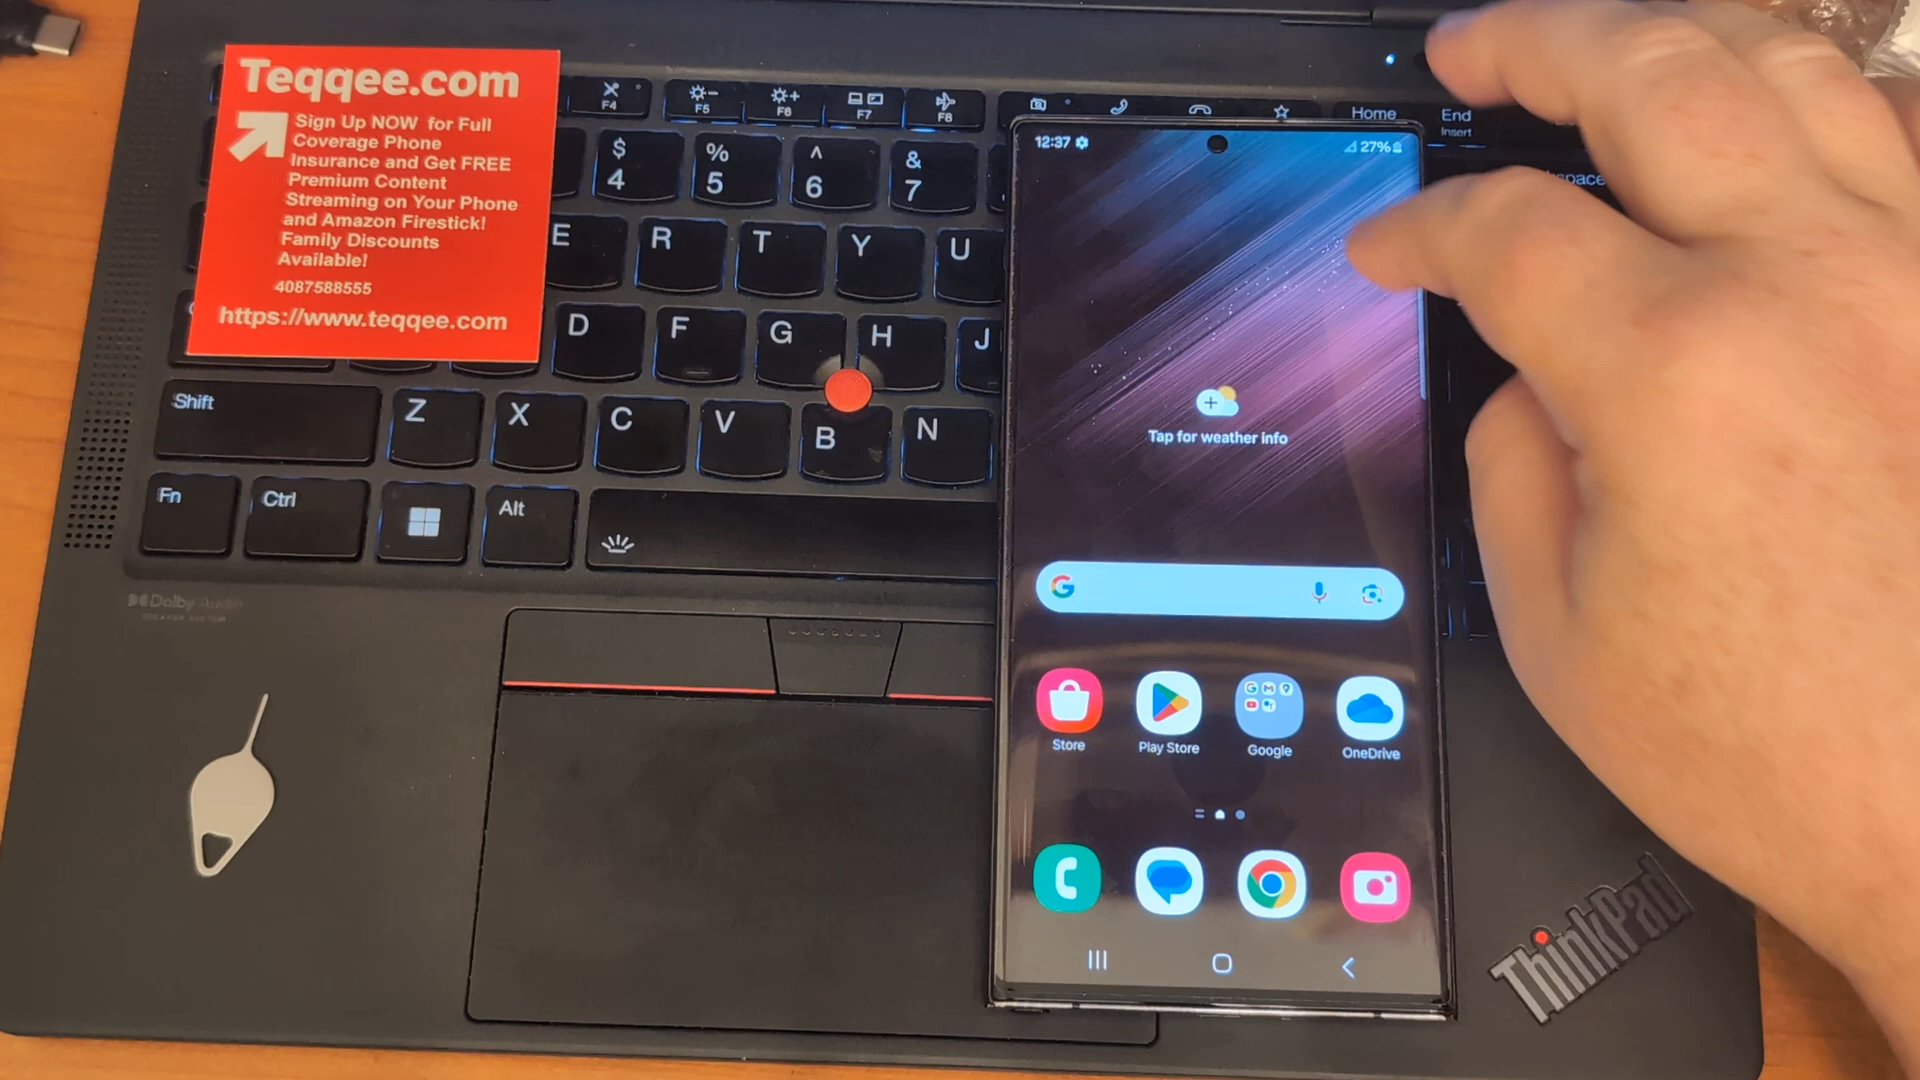 Teqqee.com
Sign Up NOW for Full
Coverage Phone
Insurance and Get FREE
Premium Content
Streaming on Your Phone
and Amazon Firestick!
Family Discounts
Available!
4087588555
https://www.teqqee.com
F4
F5
F6
F7
F8
Home
End
Insert
$
4
%
5
^
6
&
7
E
R
T
Y
U
D
F
G
H
J
Shift
Z
X
C
V
B
N
Fn
Ctrl
Alt
Dolby Audio
12:37
27%
Tap for weather info
Store
Play Store
Google
OneDrive
ThinkPad